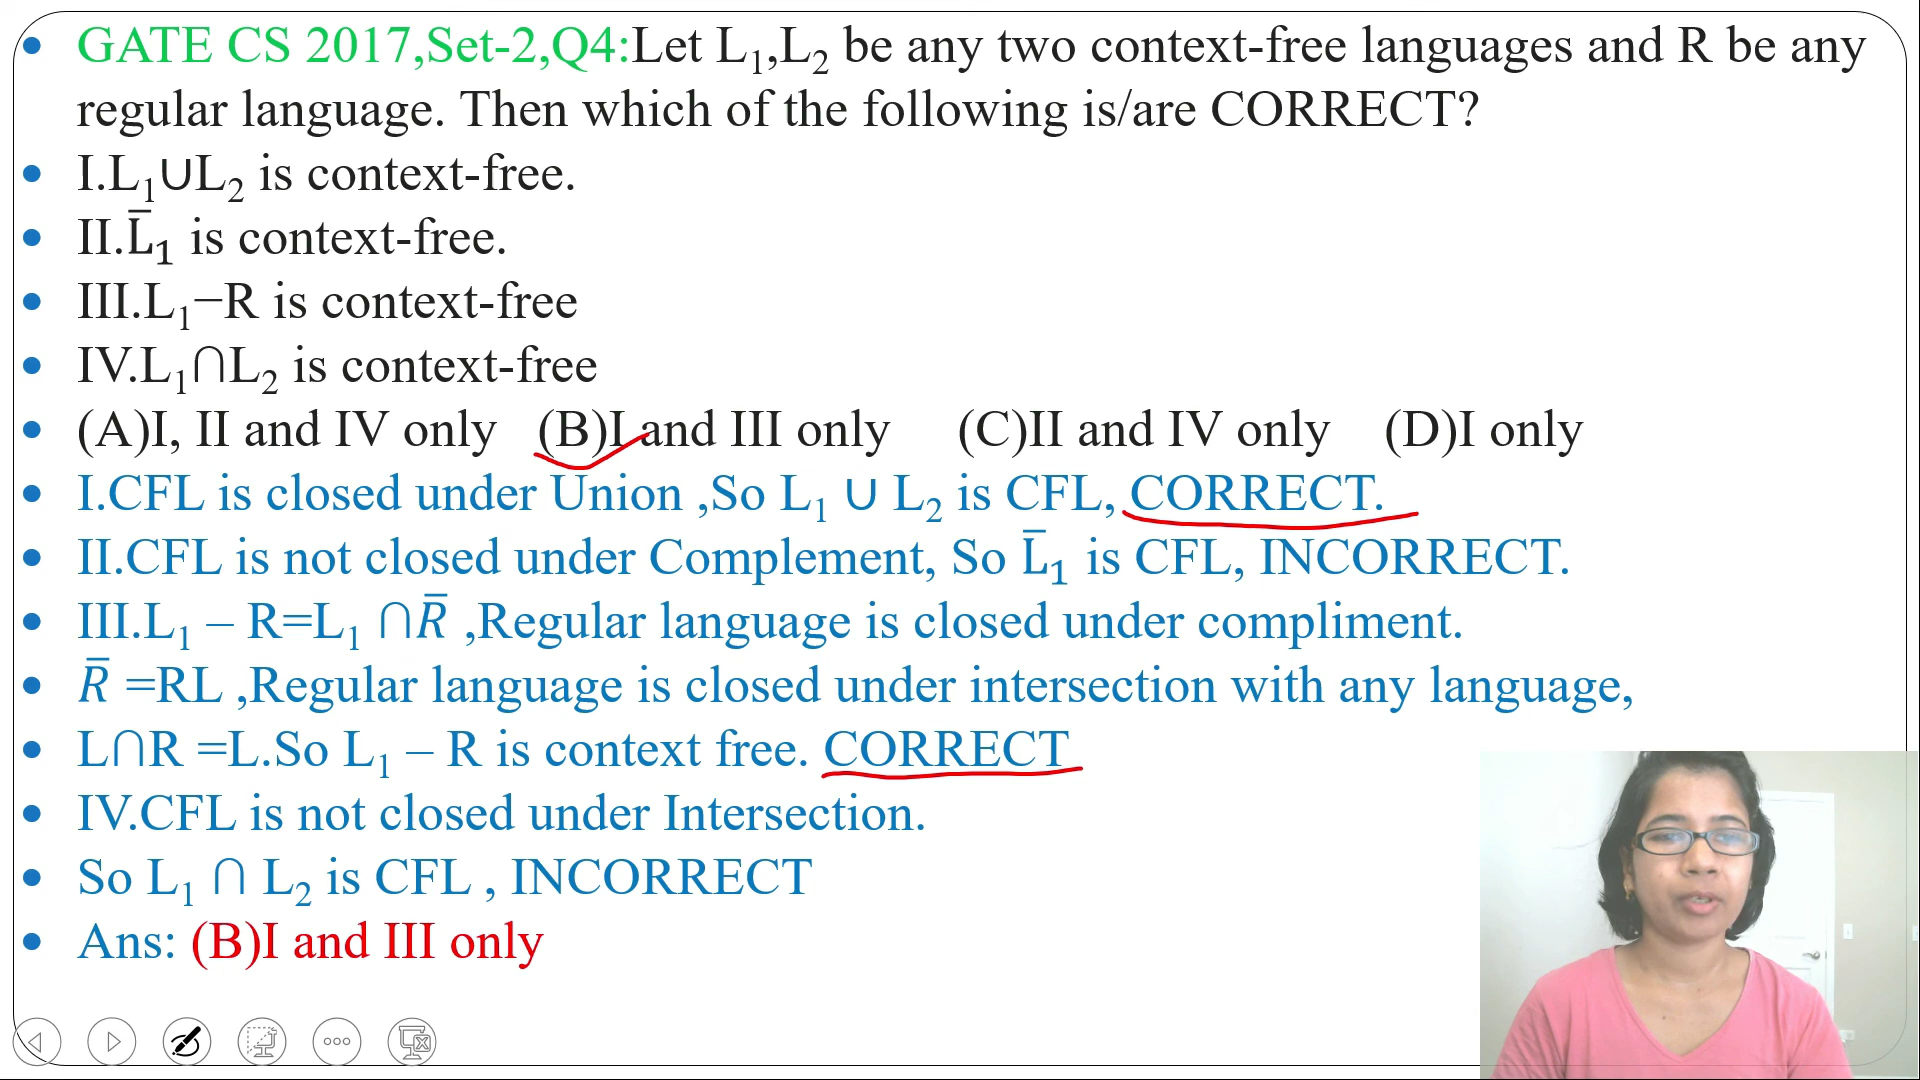 GATE CS 2017,Set-2,Q4:Let L₁,L₂ be any two context-free languages and R be any
regular language. Then which of the following is/are CORRECT?
I.L₁∪L₂ is context-free.
II.L̅₁ is context-free.
III.L₁−R is context-free
IV.L₁∩L₂ is context-free
(A)I, II and IV only (B)I and III only (C)II and IV only (D)I only
I.CFL is closed under Union ,So L₁ ∪ L₂ is CFL, CORRECT.
II.CFL is not closed under Complement, So L̅₁ is CFL, INCORRECT.
III.L₁ – R=L₁ ∩R̅ ,Regular language is closed under compliment.
R̅ =RL ,Regular language is closed under intersection with any language,
L∩R =L.So L₁ – R is context free. CORRECT
IV.CFL is not closed under Intersection.
So L₁ ∩ L₂ is CFL , INCORRECT
Ans: (B)I and III only